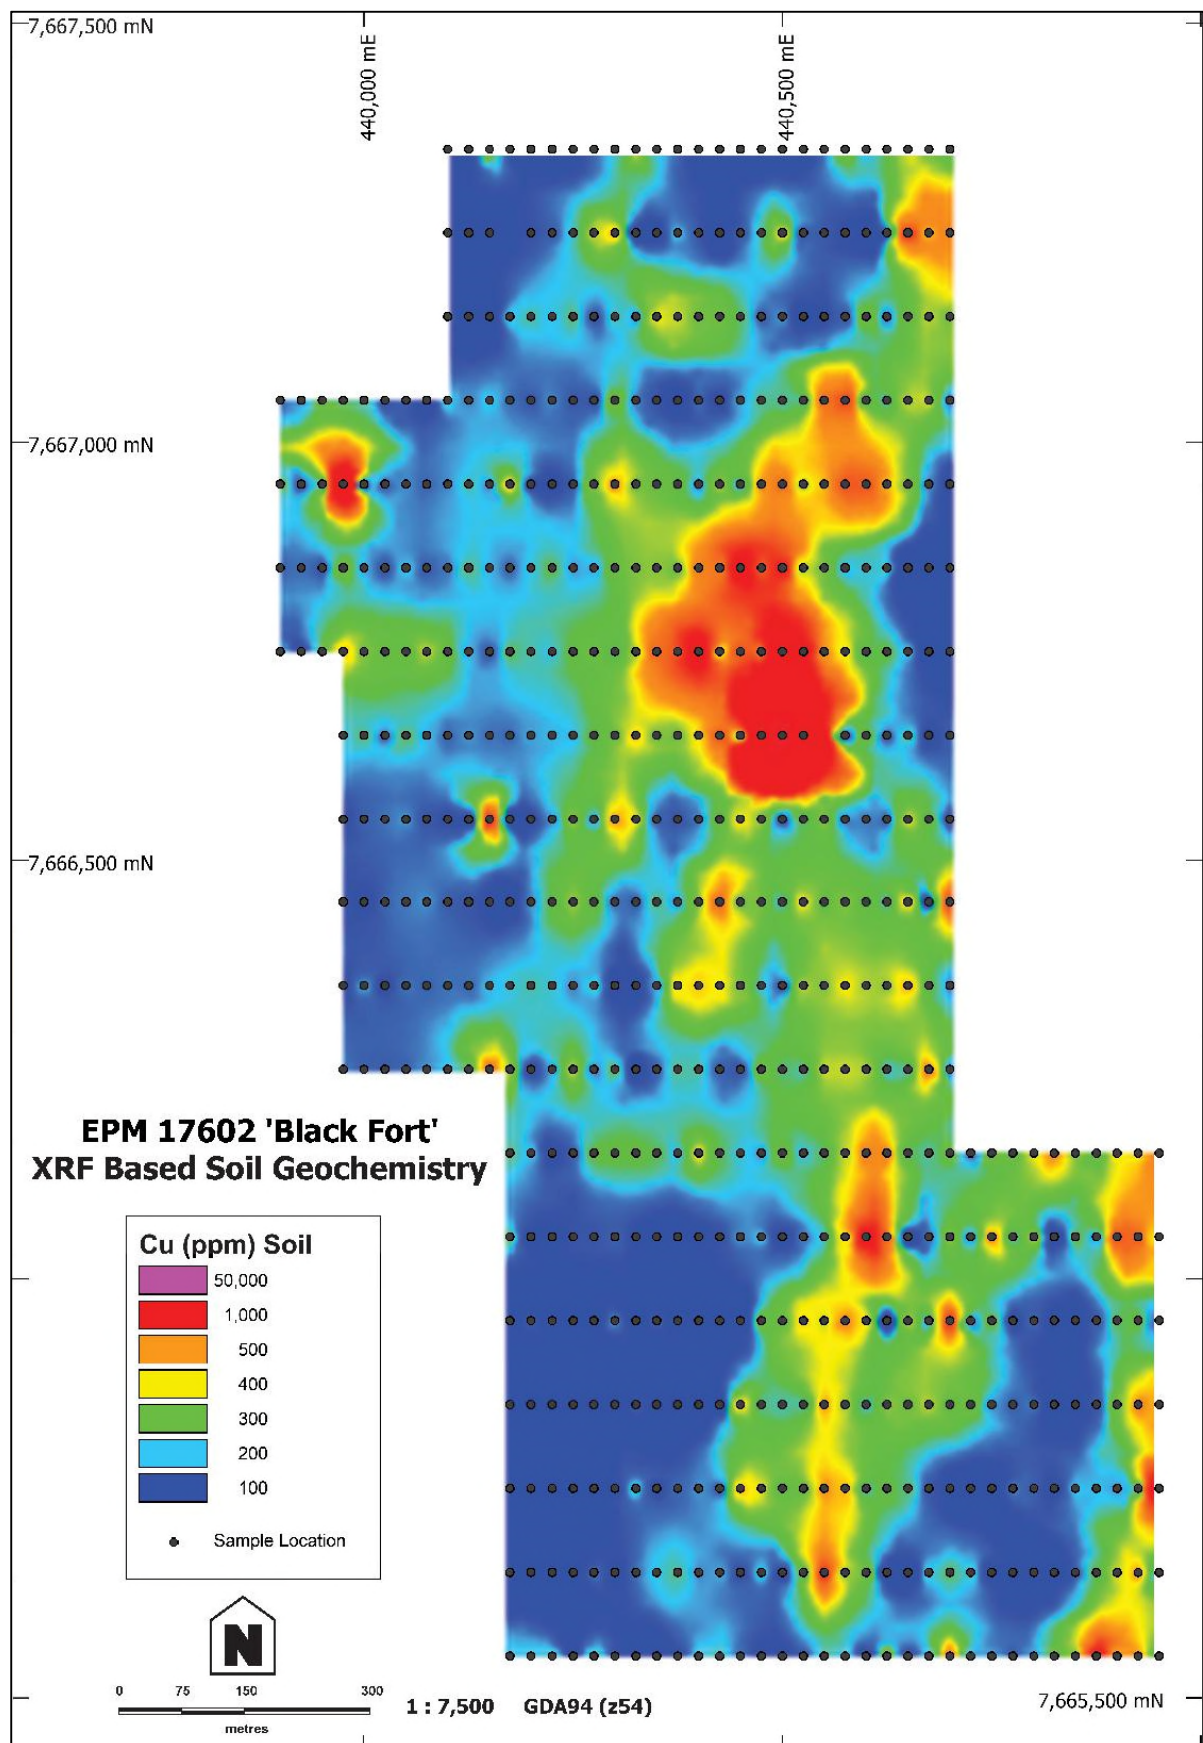 7,667,500 mN
440,000 mE
440,500 mE
7,667,000 mN
7,666,500 mN
EPM 17602 'Black Fort'
XRF Based Soil Geochemistry
Cu (ppm) Soil
50,000
1,000
500
400
300
200
100
Sample Location
N
0 75 150 300
metres
1 : 7,500 GDA94 (z54)
7,665,500 mN